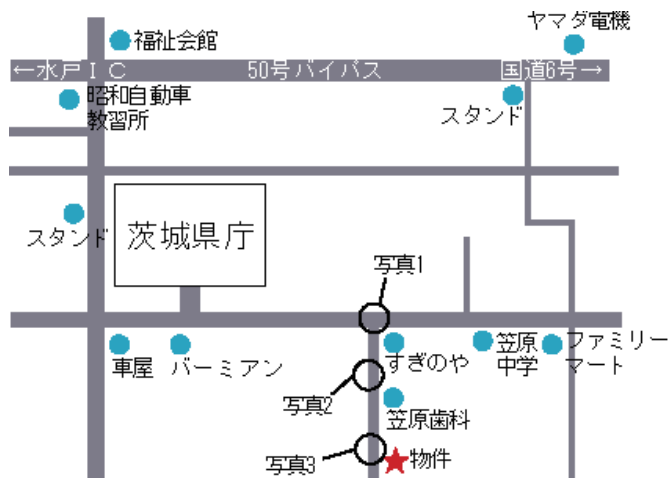 ヤマダ電機
福祉会館
←水戸IC
50号バイパス
国道6号→
昭和自動車
教習所
スタンド
スタンド
茨城県庁
写真1
車屋
バーミアン
すぎのや
笠原
中学
ファミリー
マート
写真2
笠原歯科
写真3
物件